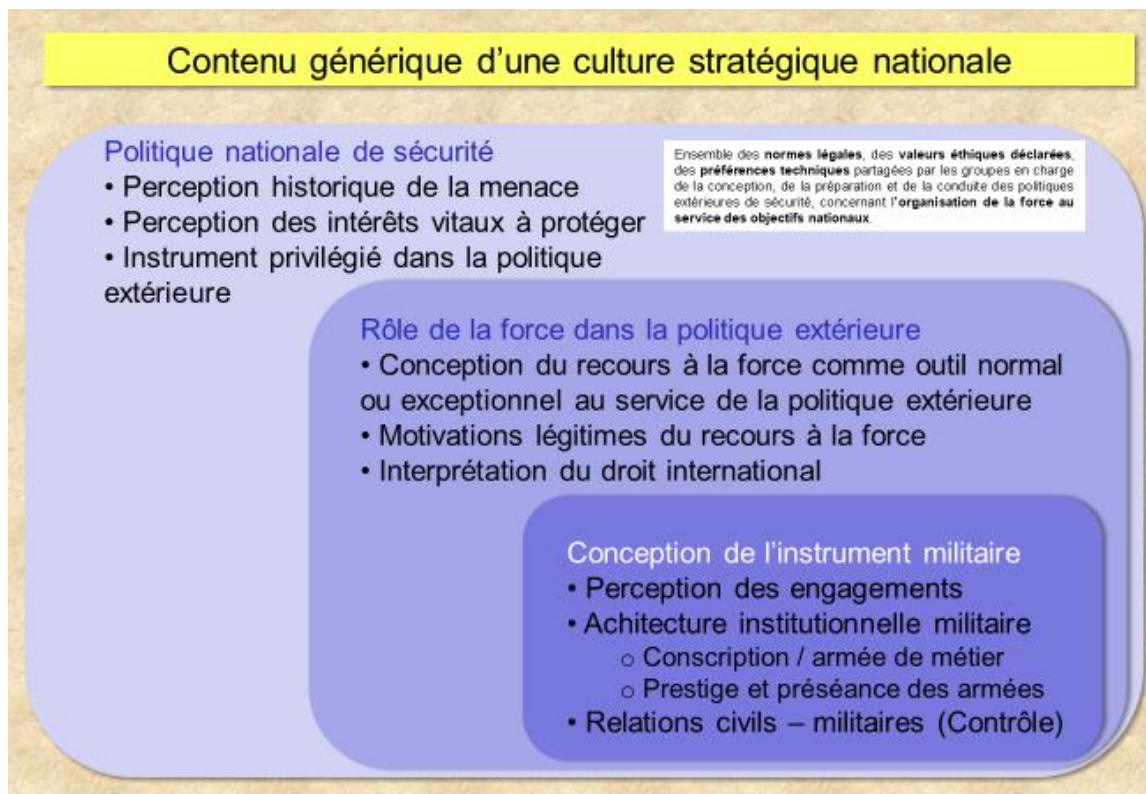 Contenu générique d’une culture stratégique nationale
Politique nationale de sécurité
• Perception historique de la menace
• Perception des intérêts vitaux à protéger
• Instrument privilégié dans la politique
extérieure
Ensemble des normes légales, des valeurs éthiques déclarées,
des préférences techniques partagées par les groupes en charge
de la conception, de la préparation et de la conduite des politiques
extérieures de sécurité, concernant l’organisation de la force au
service des objectifs nationaux.
Rôle de la force dans la politique extérieure
• Conception du recours à la force comme outil normal
ou exceptionnel au service de la politique extérieure
• Motivations légitimes du recours à la force
• Interprétation du droit international
Conception de l’instrument militaire
• Perception des engagements
• Achitecture institutionnelle militaire
o Conscription / armée de métier
o Prestige et préséance des armées
• Relations civils – militaires (Contrôle)